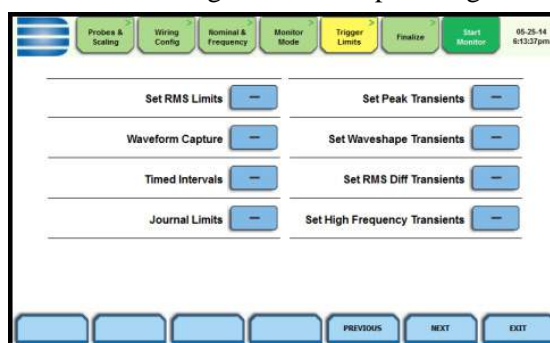 Probes &
Scaling
Wiring
Config
Nominal &
Frequency
Monitor
Mode
Trigger
Limits
Finalize
Start
Monitor
05-25-14
6:13:37pm
Set RMS Limits
Set Peak Transients
Waveform Capture
Set Waveshape Transients
Timed Intervals
Set RMS Diff Transients
Journal Limits
Set High Frequency Transients
PREVIOUS
NEXT
EXIT